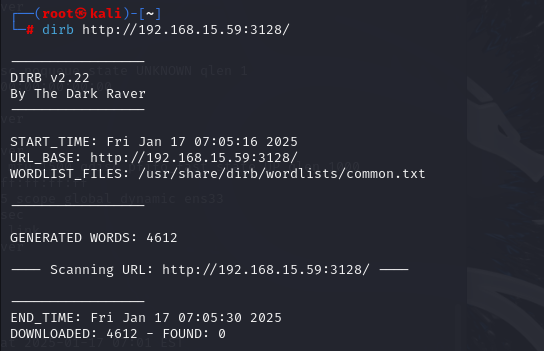 ┌──(root㉿kali)-[~]
└─# dirb http://192.168.15.59:3128/
-----------------
DIRB v2.22
By The Dark Raver
-----------------
START_TIME: Fri Jan 17 07:05:16 2025
URL_BASE: http://192.168.15.59:3128/
WORDLIST_FILES: /usr/share/dirb/wordlists/common.txt
-----------------
GENERATED WORDS: 4612
---- Scanning URL: http://192.168.15.59:3128/ ----
-----------------
END_TIME: Fri Jan 17 07:05:30 2025
DOWNLOADED: 4612 - FOUND: 0